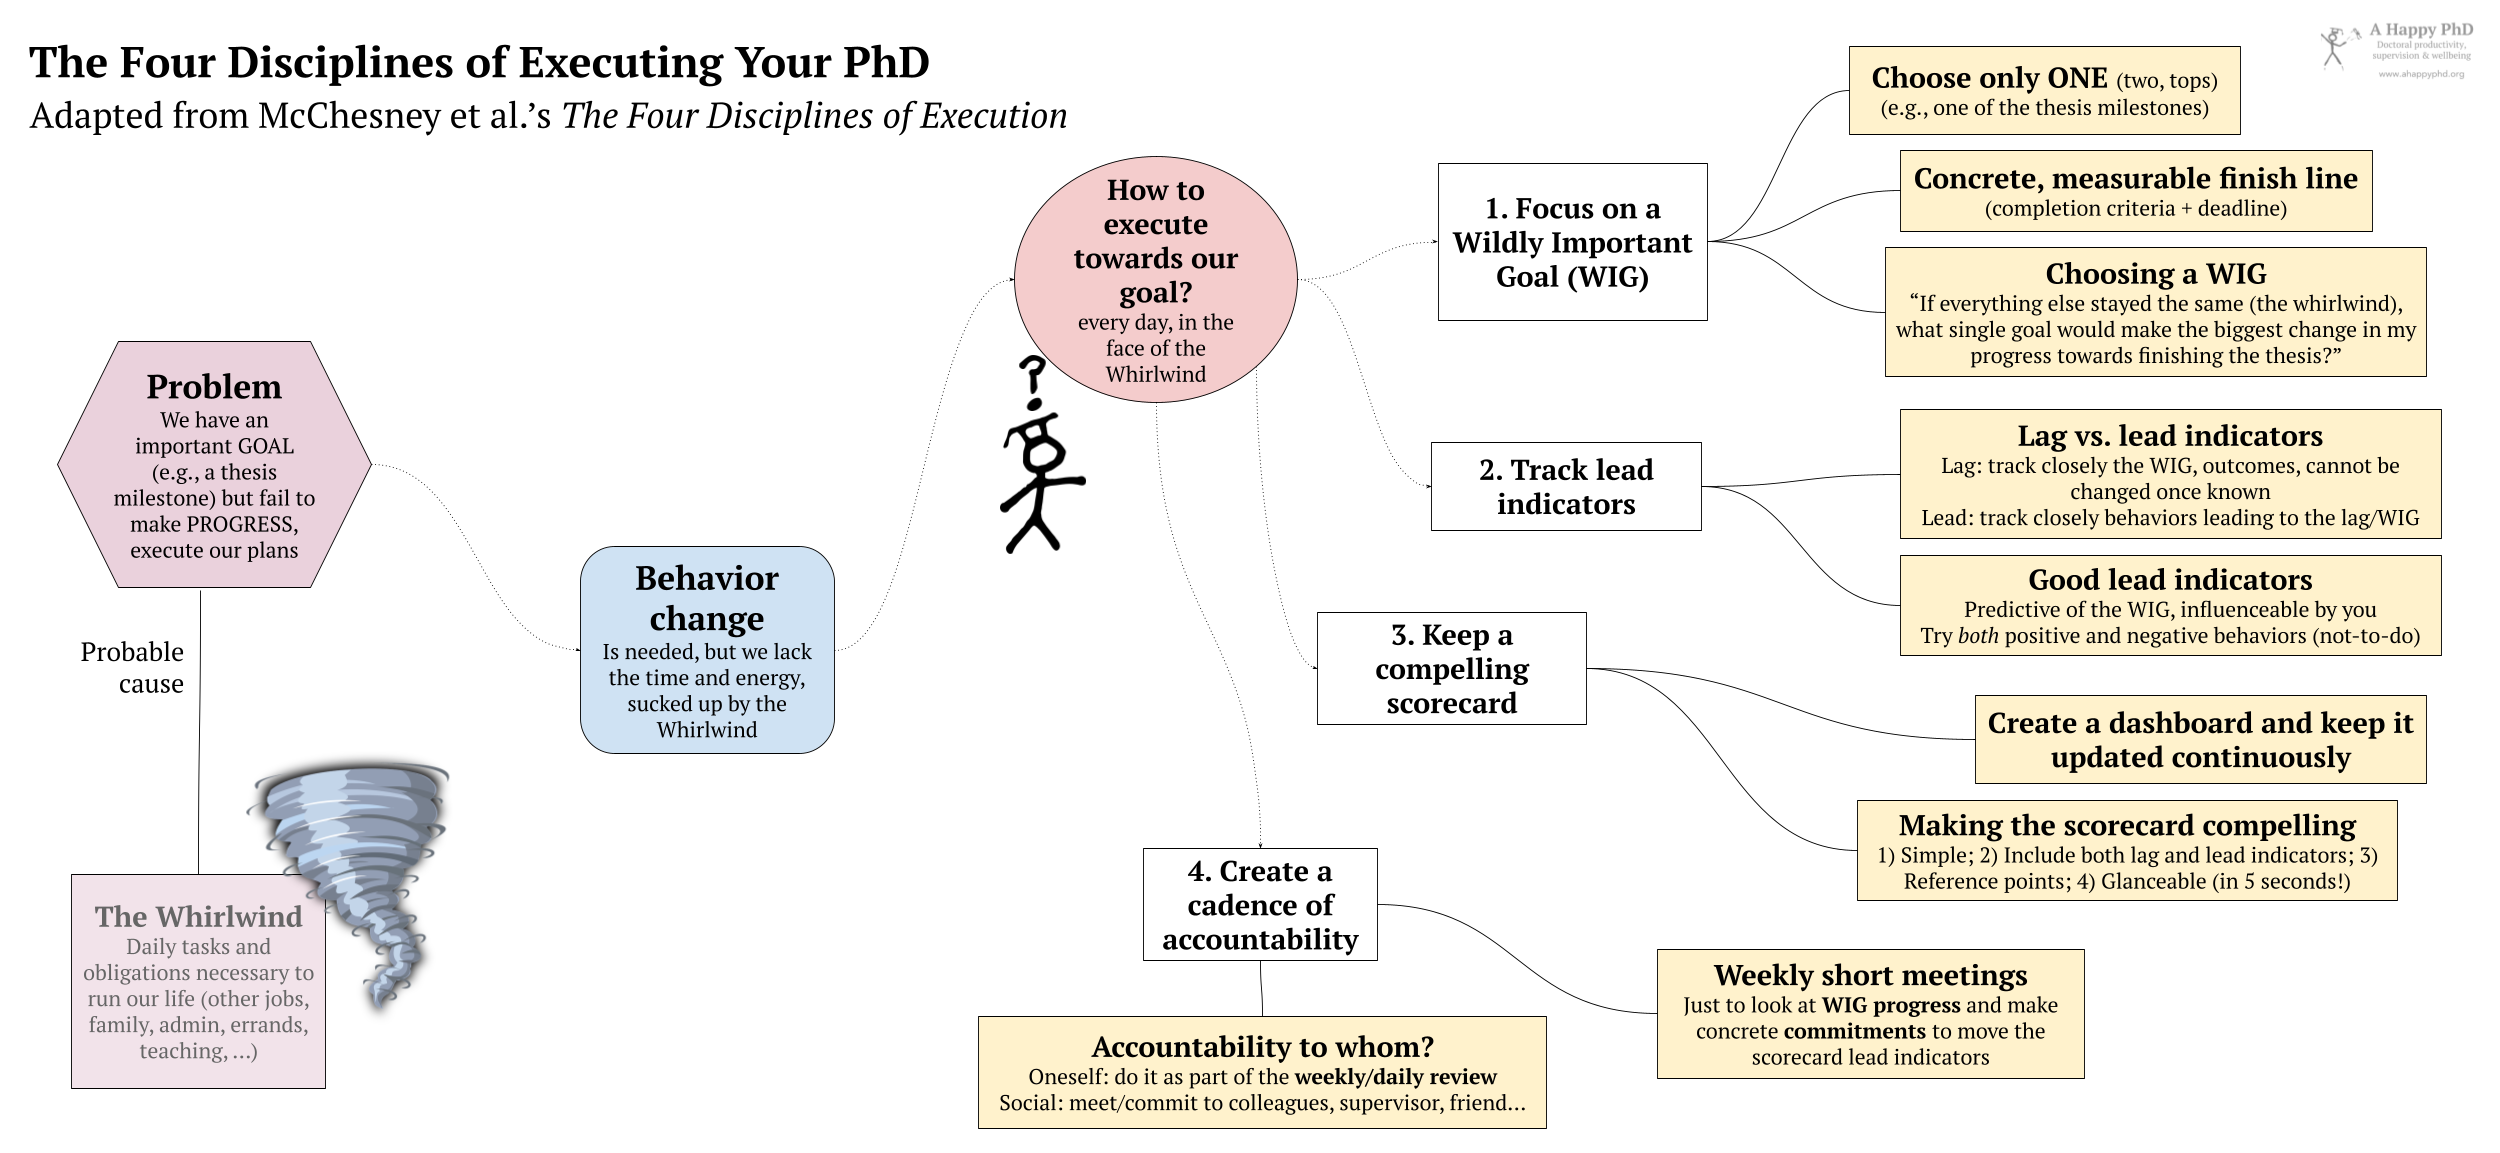 The Four Disciplines of Executing Your PhD
Adapted from McChesney et al.’s The Four Disciplines of Execution
A Happy PhD
Doctoral productivity,
supervision & wellbeing
www.ahappyphd.org
Problem
We have an
important GOAL
(e.g., a thesis
milestone) but fail to
make PROGRESS,
execute our plans
Probable
cause
The Whirlwind
Daily tasks and
obligations necessary to
run our life (other jobs,
family, admin, errands,
teaching, ...)
Behavior
change
Is needed, but we lack
the time and energy,
sucked up by the
Whirlwind
How to
execute
towards our
goal?
every day, in the
face of the
Whirlwind
?
1. Focus on a
Wildly Important
Goal (WIG)
Choose only ONE (two, tops)
(e.g., one of the thesis milestones)
Concrete, measurable finish line
(completion criteria + deadline)
Choosing a WIG
“If everything else stayed the same (the whirlwind),
what single goal would make the biggest change in my
progress towards finishing the thesis?”
2. Track lead
indicators
Lag vs. lead indicators
Lag: track closely the WIG, outcomes, cannot be
changed once known
Lead: track closely behaviors leading to the lag/WIG
Good lead indicators
Predictive of the WIG, influenceable by you
Try both positive and negative behaviors (not-to-do)
3. Keep a
compelling
scorecard
Create a dashboard and keep it
updated continuously
Making the scorecard compelling
1) Simple; 2) Include both lag and lead indicators; 3)
Reference points; 4) Glanceable (in 5 seconds!)
4. Create a
cadence of
accountability
Weekly short meetings
Just to look at WIG progress and make
concrete commitments to move the
scorecard lead indicators
Accountability to whom?
Oneself: do it as part of the weekly/daily review
Social: meet/commit to colleagues, supervisor, friend...